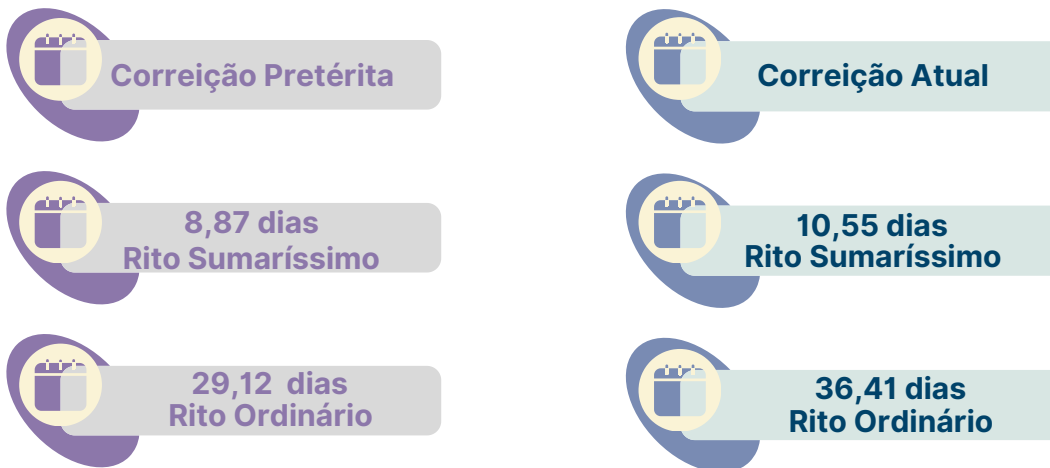 Correição Pretérita
Correição Atual
8,87 dias
Rito Sumaríssimo
10,55 dias
Rito Sumaríssimo
29,12 dias
Rito Ordinário
36,41 dias
Rito Ordinário